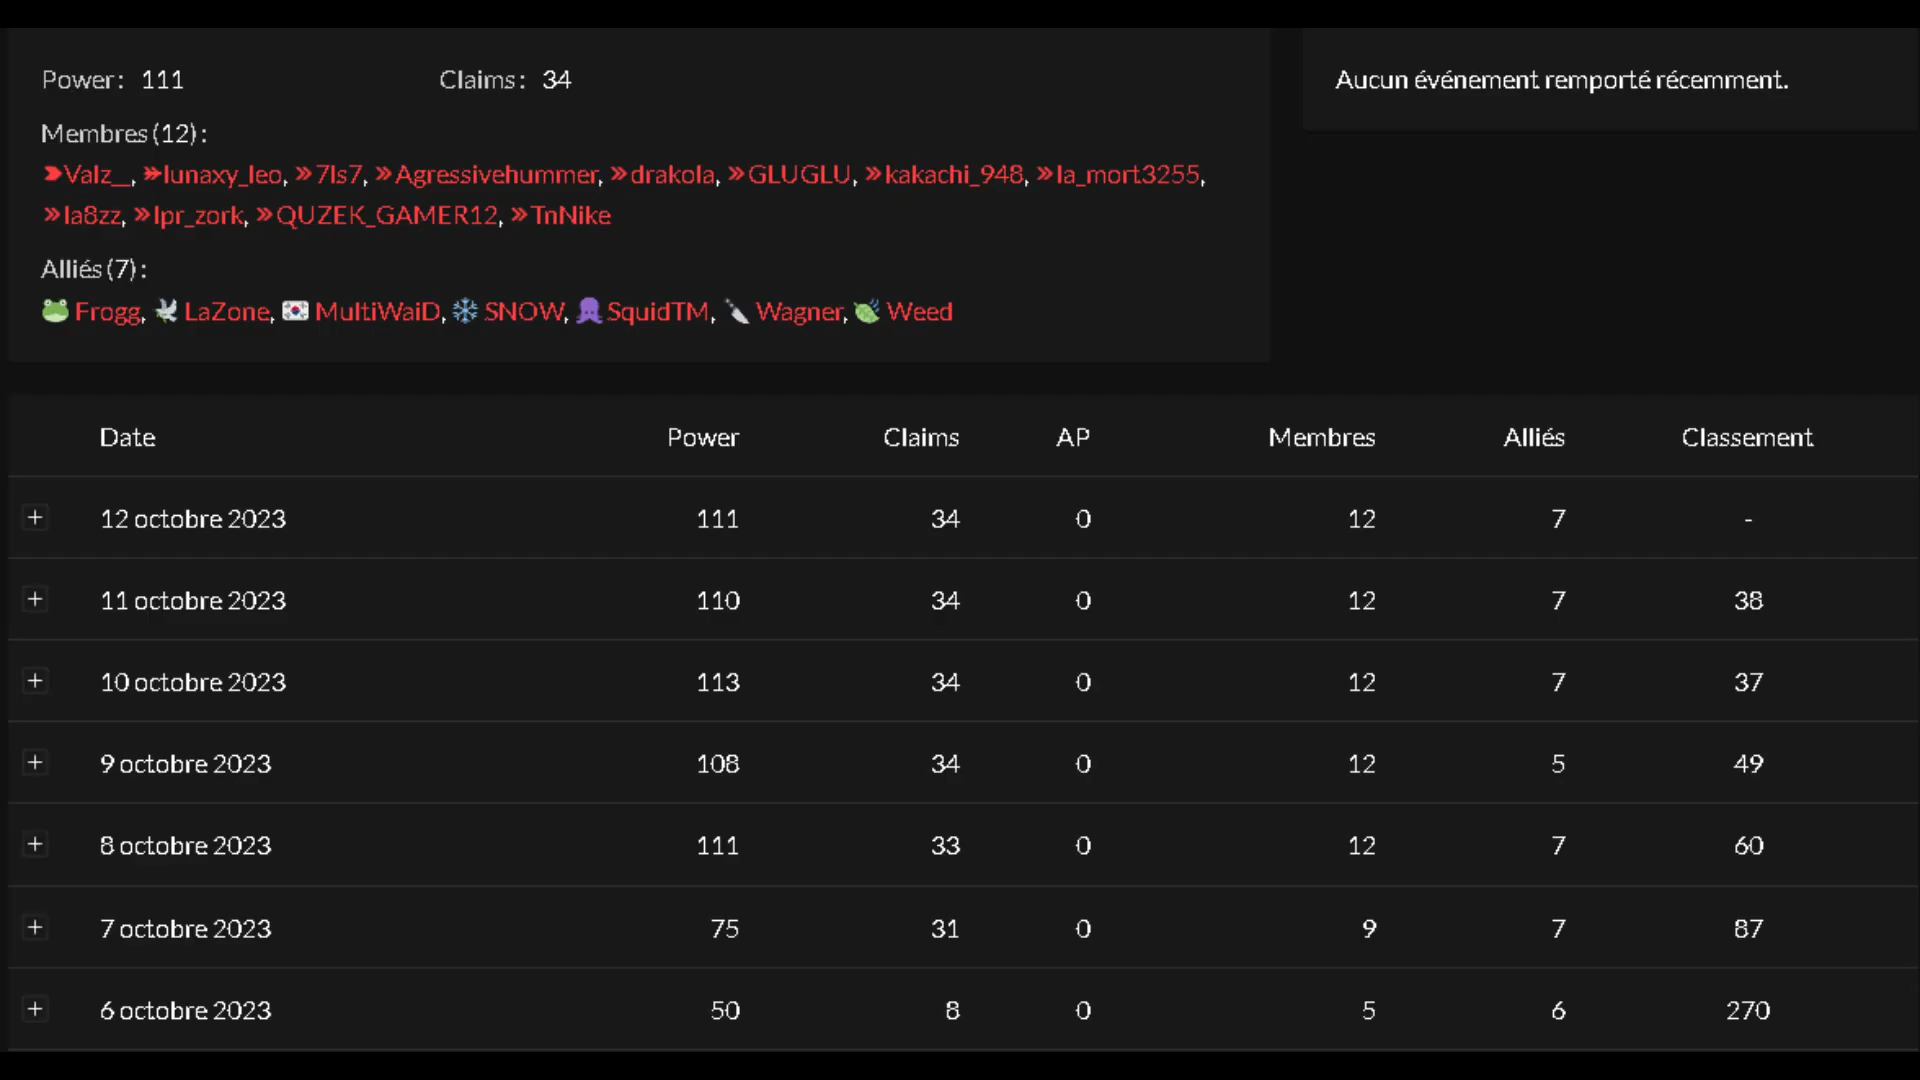 Power: 111 Claims: 34 Aucun événement remporté récemment.
Membres (12) :
Valz__, »lunaxy_leo, »7ls7, »Agressivehummer, »drakola, »GLUGLU, »kakachi_948, »la_mort3255,
»la8zz, »lpr_zork, »QUZEK_GAMER12, »TnNike
Alliés (7) :
Frogg, LaZone, MultiWaiD, SNOW, SquidTM, Wagner, Weed
Date Power Claims AP Membres Alliés Classement
+ 12 octobre 2023 111 34 0 12 7 -
+ 11 octobre 2023 110 34 0 12 7 38
+ 10 octobre 2023 113 34 0 12 7 37
+ 9 octobre 2023 108 34 0 12 5 49
+ 8 octobre 2023 111 33 0 12 7 60
+ 7 octobre 2023 75 31 0 9 7 87
+ 6 octobre 2023 50 8 0 5 6 270